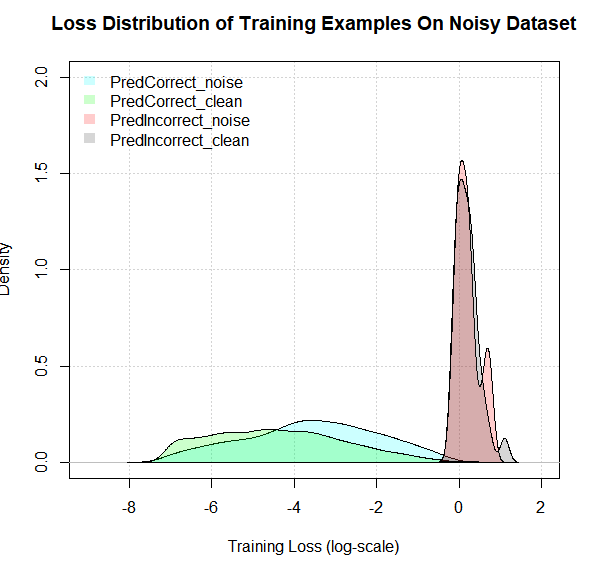 Loss Distribution of Training Examples On Noisy Dataset
PredCorrect_noise
PredCorrect_clean
PredIncorrect_noise
PredIncorrect_clean
2.0
1.5
1.0
0.5
0.0
Density
-8 -6 -4 -2 0 2
Training Loss (log-scale)